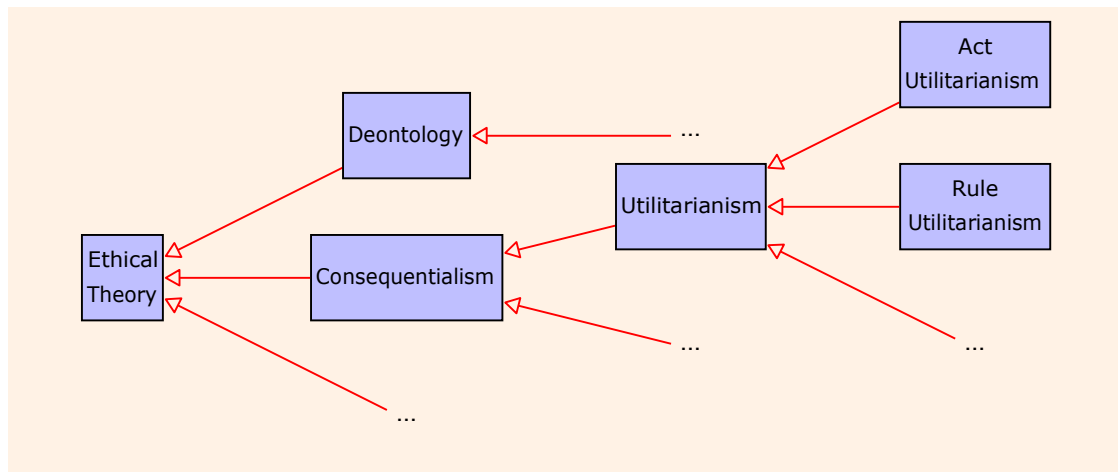 Act
Utilitarianism
Deontology
...
Utilitarianism
Rule
Utilitarianism
Ethical
Theory
Consequentialism
...
...
...